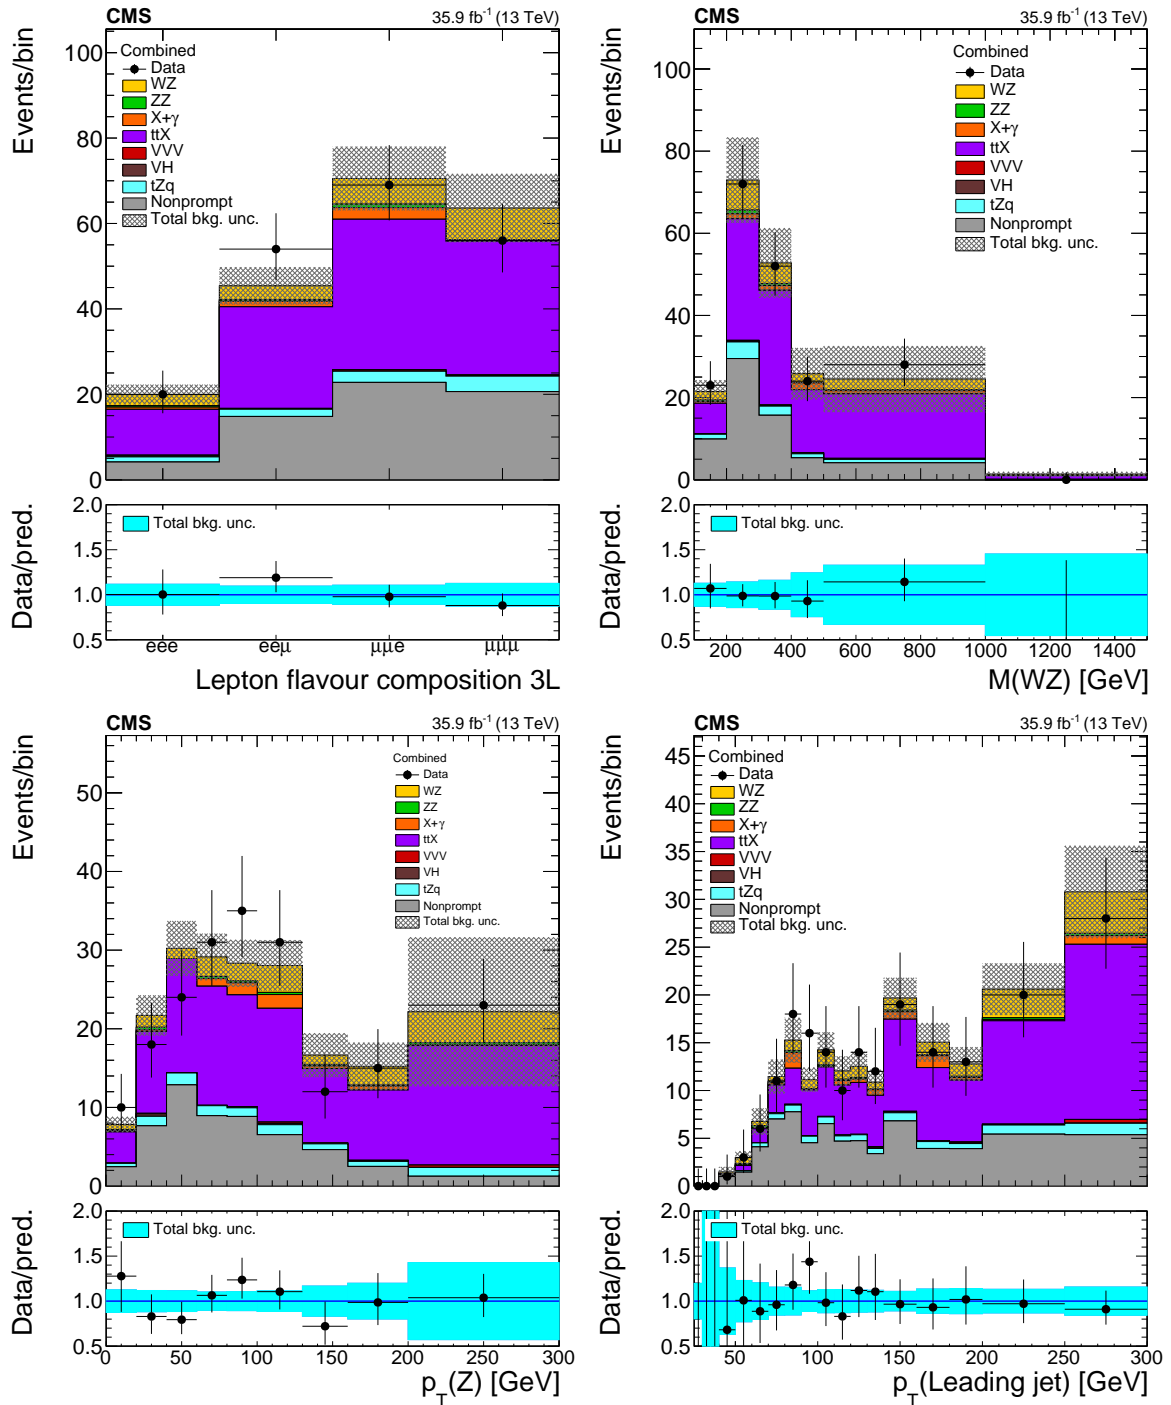 CMS
35.9 fb⁻¹ (13 TeV)
Events/bin
100
80
60
40
20
0
Combined
Data
WZ
ZZ
X+γ
ttX
VVV
VH
tZq
Nonprompt
Total bkg. unc.
Data/pred.
2.0
1.5
1.0
0.5
Total bkg. unc.
eee
eeμ
μμe
μμμ
Lepton flavour composition 3L
CMS
35.9 fb⁻¹ (13 TeV)
Events/bin
100
80
60
40
20
0
Combined
Data
WZ
ZZ
X+γ
ttX
VVV
VH
tZq
Nonprompt
Total bkg. unc.
Data/pred.
2.0
1.5
1.0
0.5
Total bkg. unc.
200 400 600 800 1000 1200 1400
M(WZ) [GeV]
CMS
35.9 fb⁻¹ (13 TeV)
Events/bin
50
40
30
20
10
0
Combined
Data
WZ
ZZ
X+γ
ttX
VVV
VH
tZq
Nonprompt
Total bkg. unc.
Data/pred.
2.0
1.5
1.0
0.5
Total bkg. unc.
0 50 100 150 200 250 300
p_T(Z) [GeV]
CMS
35.9 fb⁻¹ (13 TeV)
Events/bin
45
40
35
30
25
20
15
10
5
0
Combined
Data
WZ
ZZ
X+γ
ttX
VVV
VH
tZq
Nonprompt
Total bkg. unc.
Data/pred.
2.0
1.5
1.0
0.5
Total bkg. unc.
50 100 150 200 250 300
p_T(Leading jet) [GeV]